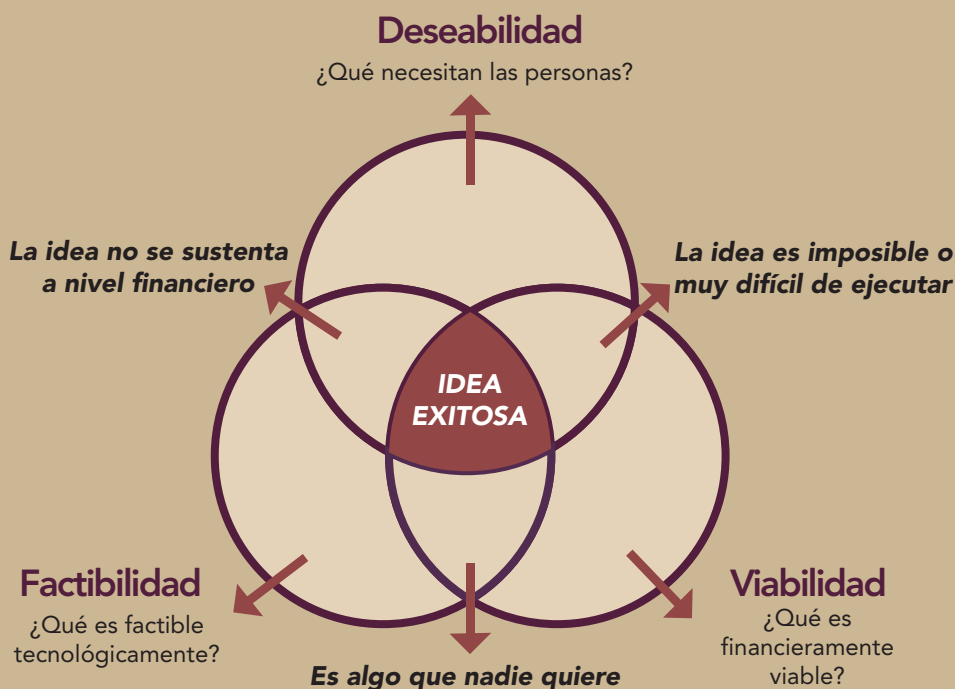 Deseabilidad
¿Qué necesitan las personas?
La idea no se sustenta
a nivel financiero
La idea es imposible o
muy difícil de ejecutar
IDEA
EXITOSA
Factibilidad
¿Qué es factible
tecnológicamente?
Viabilidad
¿Qué es
financieramente
viable?
Es algo que nadie quiere